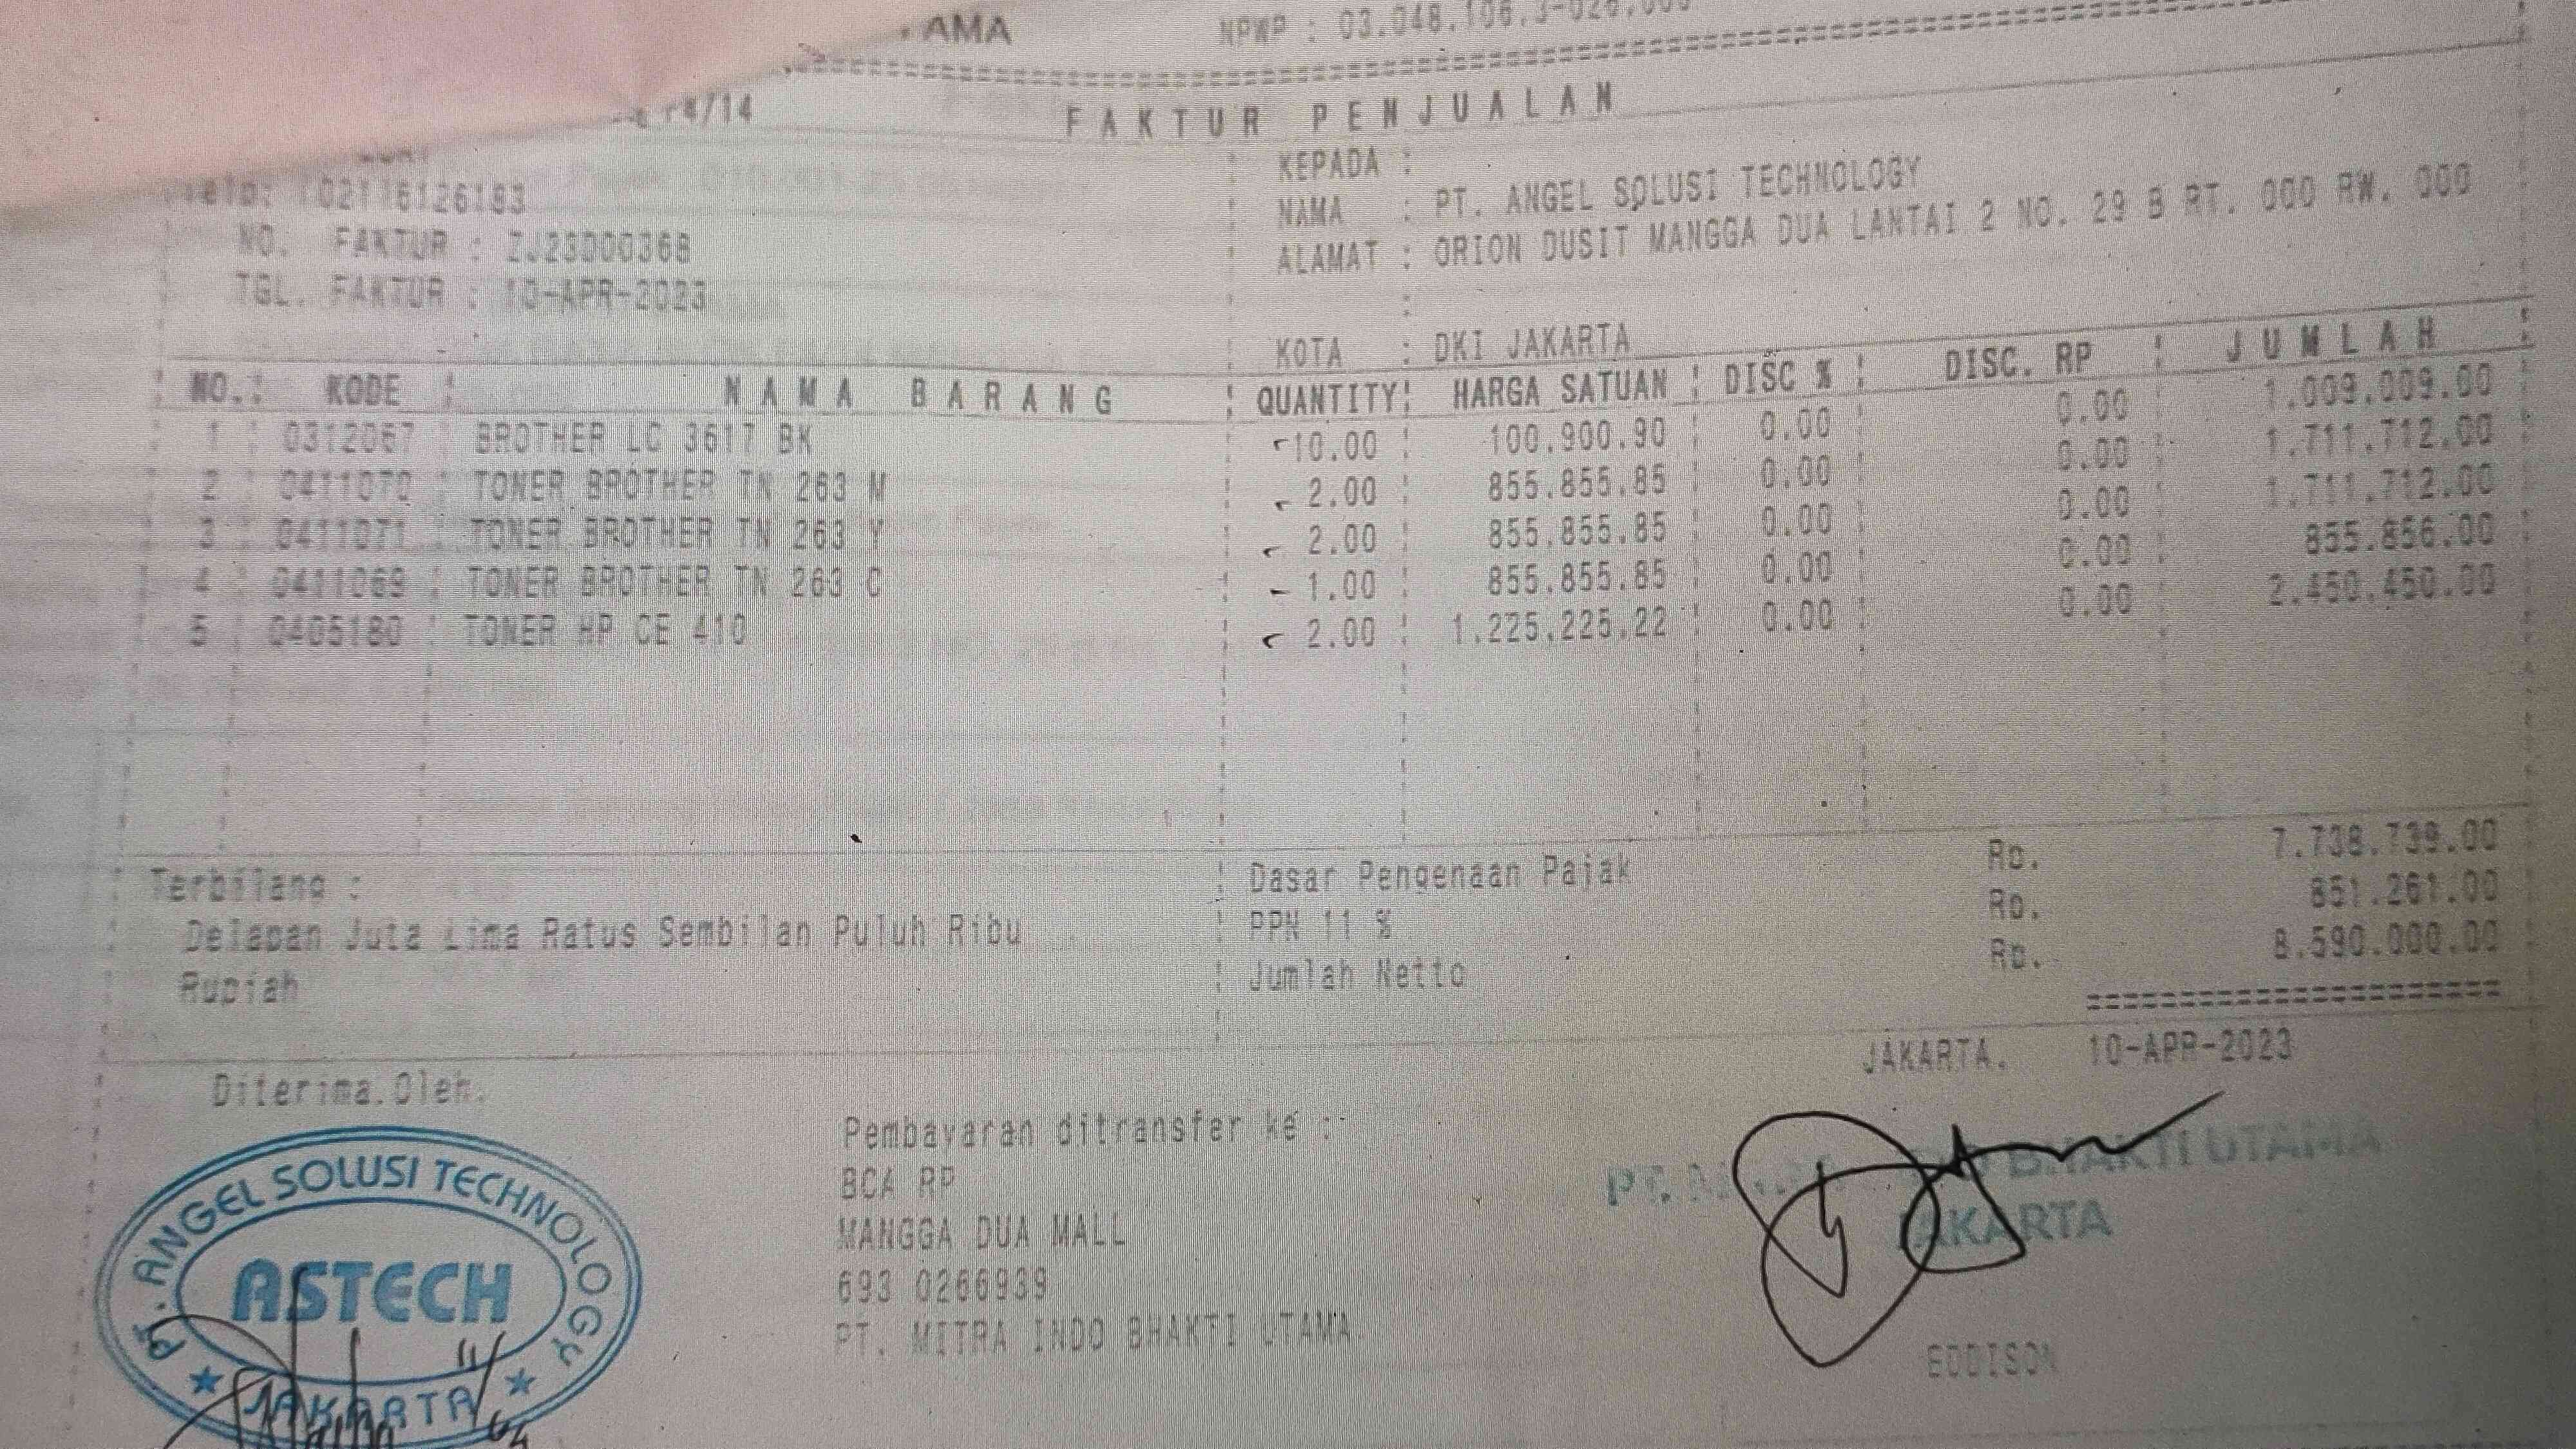 AMA NPWP : 03.048.106.3-026.000
/14
FAKTUR PENJUALAN
02116126183
NO. FAKTUR : ZJ23D00368
TGL. FAKTUR : 10-APR-2023
KEPADA :
NAMA : PT. ANGEL SOLUSI TECHNOLOGY
ALAMAT : ORION DUSIT MANGGA DUA LANTAI 2 NO. 29 B RT. 000 RW. 000
:
KOTA : DKI JAKARTA
NO. KODE NAMA BARANG QUANTITY HARGA SATUAN DISC % DISC. RP JUMLAH
1 0312067 BROTHER LC 3617 BK 10.00 100.900.90 0.00 0.00 1.009.009.00
2 0411070 TONER BROTHER TN 263 M 2.00 855.855.85 0.00 0.00 1.711.712.00
3 0411071 TONER BROTHER TN 263 Y 2.00 855.855.85 0.00 0.00 1.711.712.00
4 0411069 TONER BROTHER TN 263 C 1.00 855.855.85 0.00 0.00 855.856.00
5 0405180 TONER HP CE 410 2.00 1.225.225.22 0.00 0.00 2.450.450.00
Terbilang :
Delapan Juta Lima Ratus Sembilan Puluh Ribu
Rupiah
Dasar Pengenaan Pajak Rp. 7.738.739.00
PPN 11 % Rp. 851.261.00
Jumlah Netto Rp. 8.590.000.00
JAKARTA. 10-APR-2023
Diterima.Oleh.
PT. ANGEL SOLUSI TECHNOLOGY
ASTECH
JAKARTA
Pembayaran ditransfer ke :
BCA RP
MANGGA DUA MALL
693 0266939
PT. MITRA INDO BHAKTI UTAMA
PT. BHAKTI UTAMA
JAKARTA
EDDISON